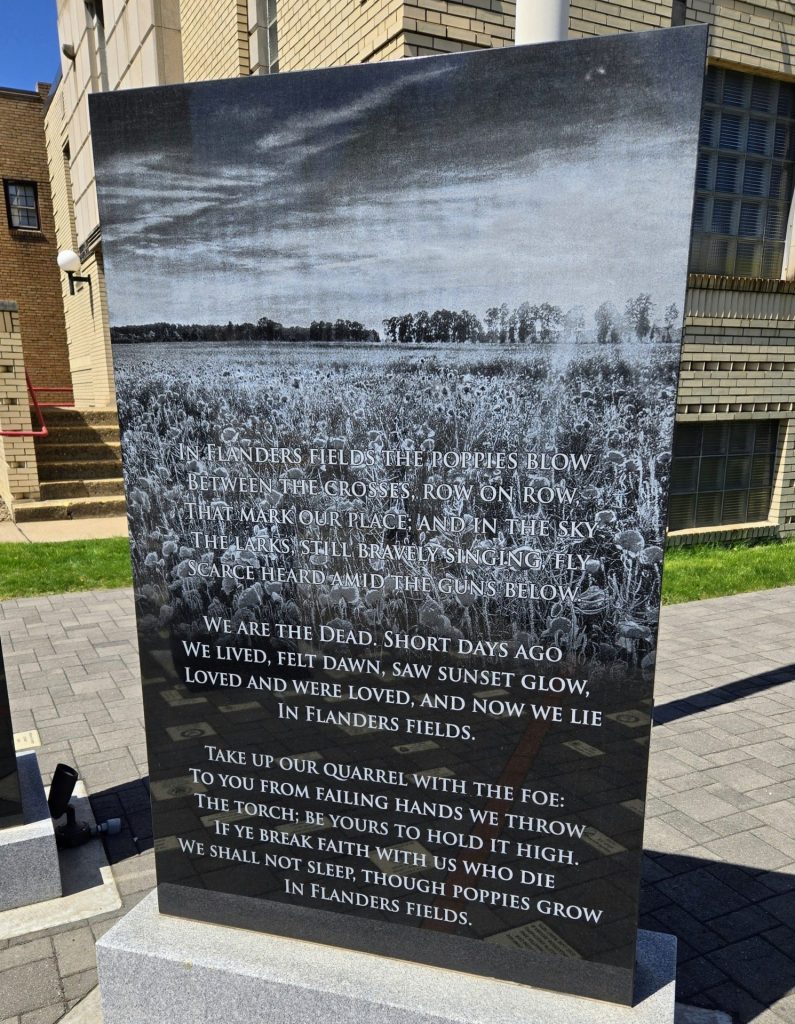 In Flanders fields the poppies blow
Between the crosses, row on row,
That mark our place; and in the sky
The larks, still bravely singing, fly
Scarce heard amid the guns below.
We are the Dead. Short days ago
We lived, felt dawn, saw sunset glow,
Loved and were loved, and now we lie
In Flanders fields.
Take up our quarrel with the foe:
To you from failing hands we throw
The torch; be yours to hold it high.
If ye break faith with us who die
We shall not sleep, though poppies grow
In Flanders fields.